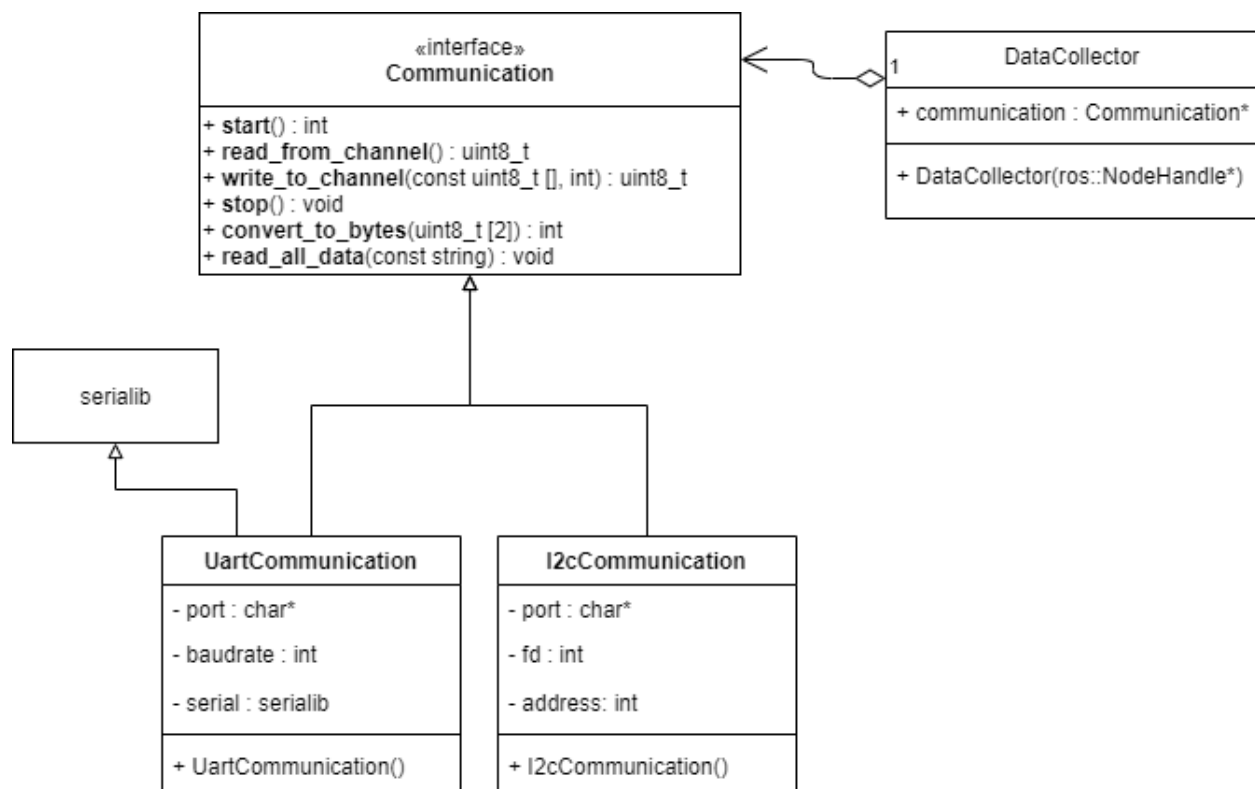 «interface»
Communication
+ start() : int
+ read_from_channel() : uint8_t
+ write_to_channel(const uint8_t [], int) : uint8_t
+ stop() : void
+ convert_to_bytes(uint8_t [2]) : int
+ read_all_data(const string) : void
1
DataCollector
+ communication : Communication*
+ DataCollector(ros::NodeHandle*)
serialib
UartCommunication
- port : char*
- baudrate : int
- serial : serialib
+ UartCommunication()
I2cCommunication
- port : char*
- fd : int
- address: int
+ I2cCommunication()